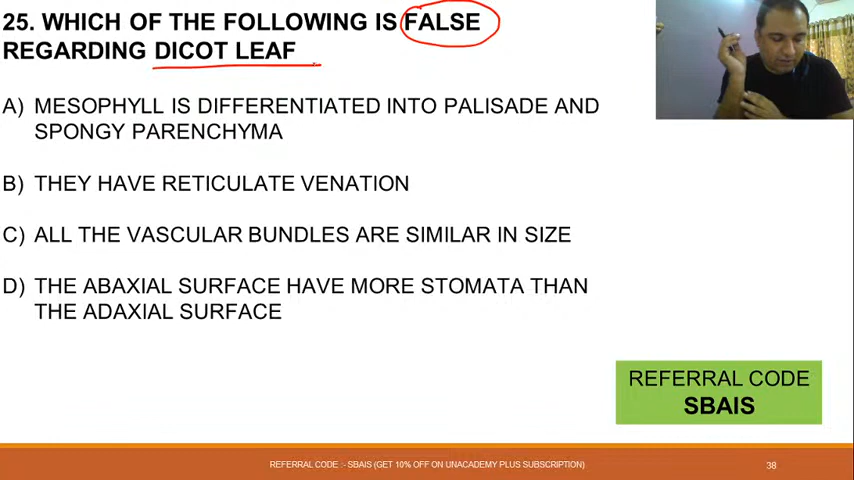 25. WHICH OF THE FOLLOWING IS FALSE
REGARDING DICOT LEAF
A) MESOPHYLL IS DIFFERENTIATED INTO PALISADE AND
SPONGY PARENCHYMA
B) THEY HAVE RETICULATE VENATION
C) ALL THE VASCULAR BUNDLES ARE SIMILAR IN SIZE
D) THE ABAXIAL SURFACE HAVE MORE STOMATA THAN
THE ADAXIAL SURFACE
REFERRAL CODE
SBAIS
REFERRAL CODE :- SBAIS (GET 10% OFF ON UNACADEMY PLUS SUBSCRIPTION)
38